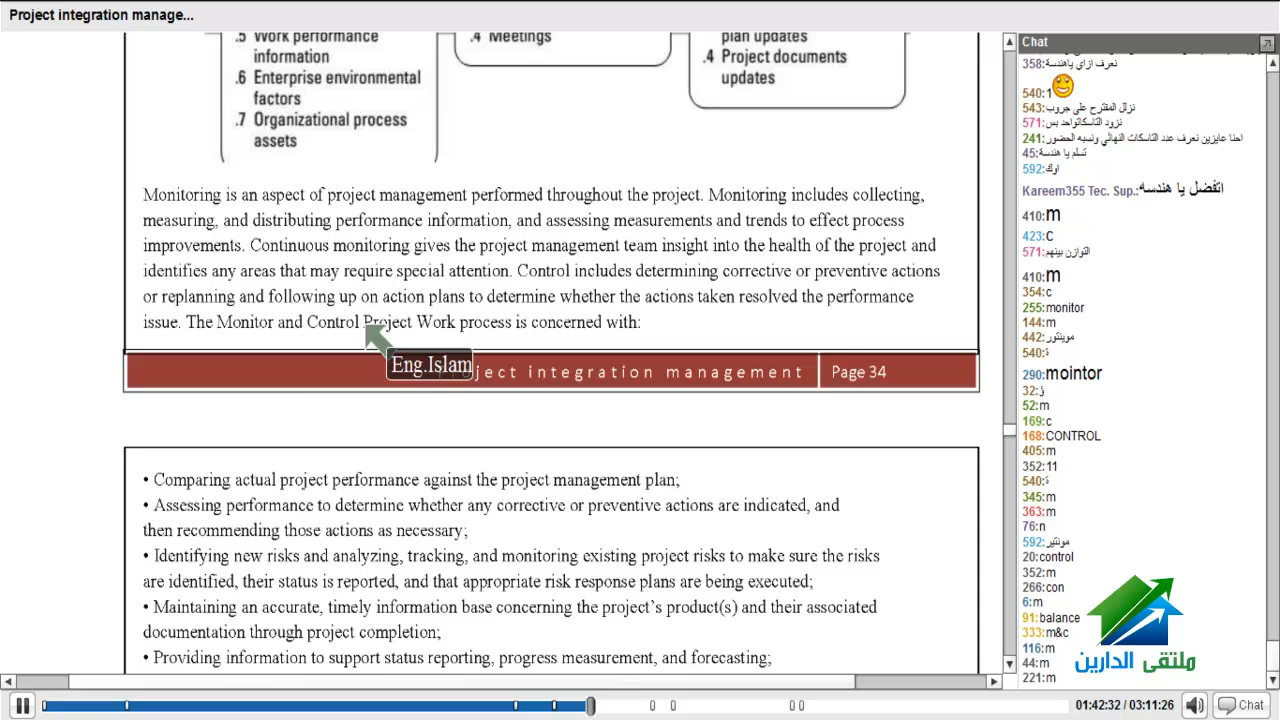 Project integration manage...
.5 Work performance
information
.6 Enterprise environmental
factors
.7 Organizational process
assets
.4 Meetings
plan updates
.4 Project documents
updates
Monitoring is an aspect of project management performed throughout the project. Monitoring includes collecting,
measuring, and distributing performance information, and assessing measurements and trends to effect process
improvements. Continuous monitoring gives the project management team insight into the health of the project and
identifies any areas that may require special attention. Control includes determining corrective or preventive actions
or replanning and following up on action plans to determine whether the actions taken resolved the performance
issue. The Monitor and Control Project Work process is concerned with:
Eng.Islam
Project integration management Page 34
• Comparing actual project performance against the project management plan;
• Assessing performance to determine whether any corrective or preventive actions are indicated, and
then recommending those actions as necessary;
• Identifying new risks and analyzing, tracking, and monitoring existing project risks to make sure the risks
are identified, their status is reported, and that appropriate risk response plans are being executed;
• Maintaining an accurate, timely information base concerning the project's product(s) and their associated
documentation through project completion;
• Providing information to support status reporting, progress measurement, and forecasting;
Chat
358: نعرف ازاي ياهندسة
540: 1
543: نزال المقترح على جروب
571: نزود التاسكاتواحد بس
241: احنا عايزين نعرف عدد التاسكات النهائي ونسبه الحضور
45: تسلم يا هندسة
592: اوك
Kareem355 Tec. Sup.: اتفضل يا هندسه
410: m
423: C
571: التوازن بينهم
410: m
354: c
255: monitor
144: m
442: موينتور
540: ة
290: mointor
32: ؤ
52: m
169: c
168: CONTROL
405: m
352: 11
540: ة
345: m
363: m
76: n
592: مونتير
20: control
352: m
266: con
6: m
91: balance
333: m&c
116: m
44: m
221: m
ملتقى الدارين
01:42:32 / 03:11:26
Chat